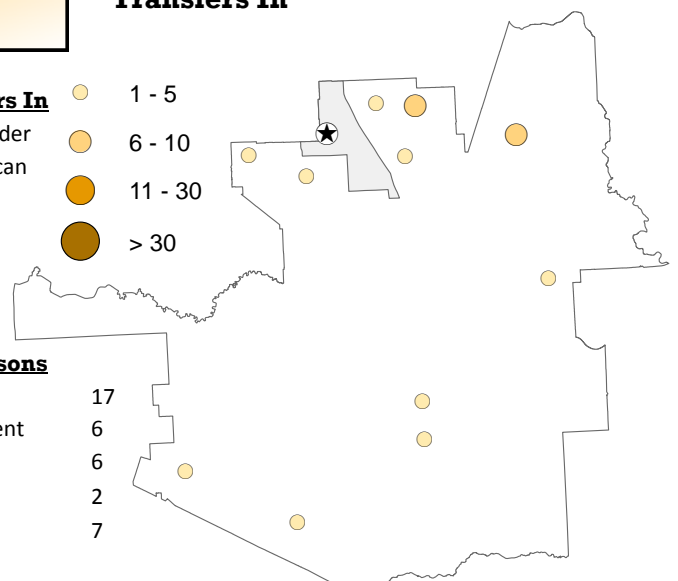 Transfers In
rs In
1 - 5
der
6 - 10
can
11 - 30
> 30
sons
17
ent 6
6
2
7